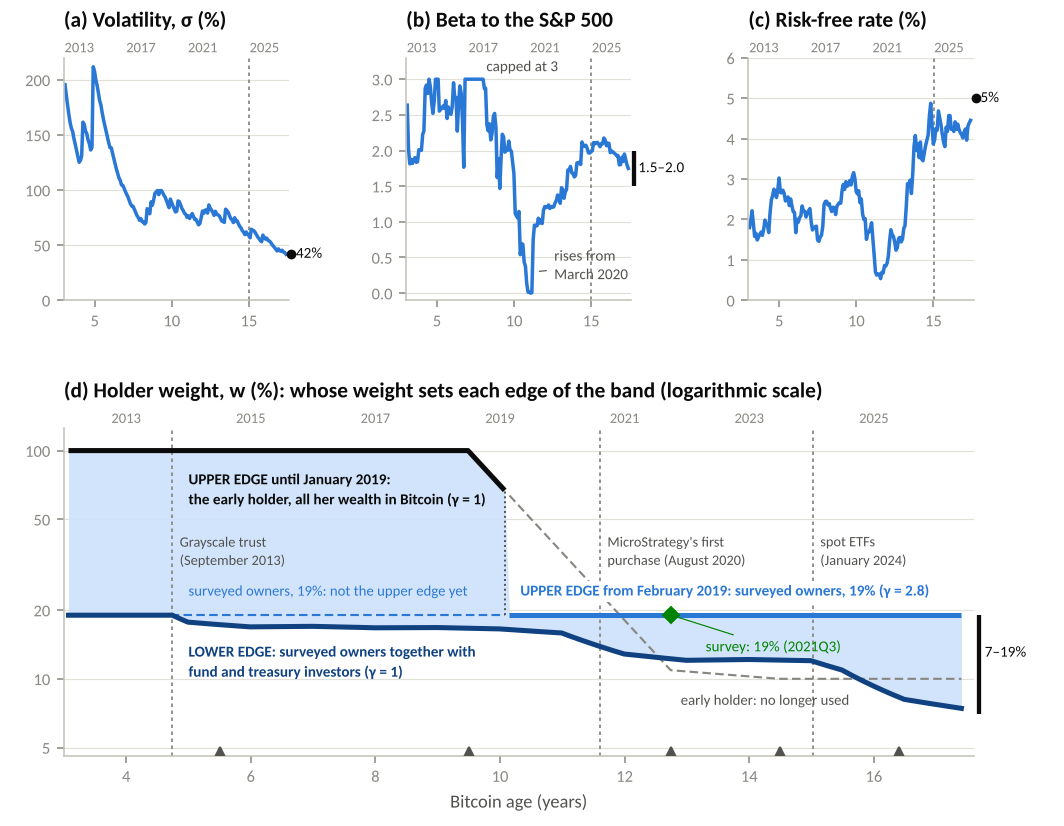 (a) Volatility, σ (%)
2013 2017 2021 2025
200
150
100
50
0
42%
5 10 15
(b) Beta to the S&P 500
2013 2017 2021 2025
capped at 3
3.0
2.5
2.0
1.5
1.0
0.5
0.0
1.5–2.0
rises from
March 2020
5 10 15
(c) Risk-free rate (%)
2013 2017 2021 2025
6
5
4
3
2
1
0
5%
5 10 15
(d) Holder weight, w (%): whose weight sets each edge of the band (logarithmic scale)
2013 2015 2017 2019 2021 2023 2025
100
50
20
10
5
UPPER EDGE until January 2019:
the early holder, all her wealth in Bitcoin (γ = 1)
Grayscale trust
(September 2013)
MicroStrategy's first
purchase (August 2020)
spot ETFs
(January 2024)
surveyed owners, 19%: not the upper edge yet
UPPER EDGE from February 2019: surveyed owners, 19% (γ = 2.8)
survey: 19% (2021Q3)
LOWER EDGE: surveyed owners together with
fund and treasury investors (γ = 1)
7–19%
early holder: no longer used
4 6 8 10 12 14 16
Bitcoin age (years)